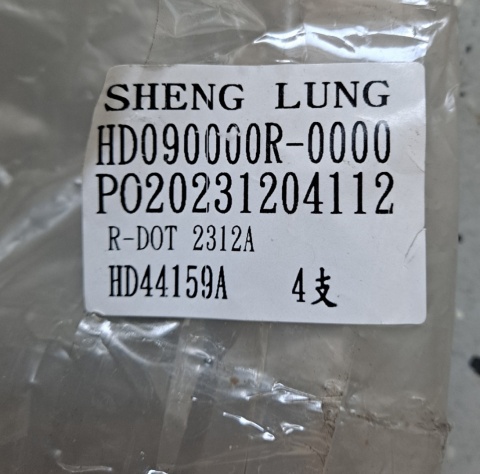 SHENG LUNG
HD090000R-0000
PO20231204112
R-DOT 2312A
HD44159A 4支